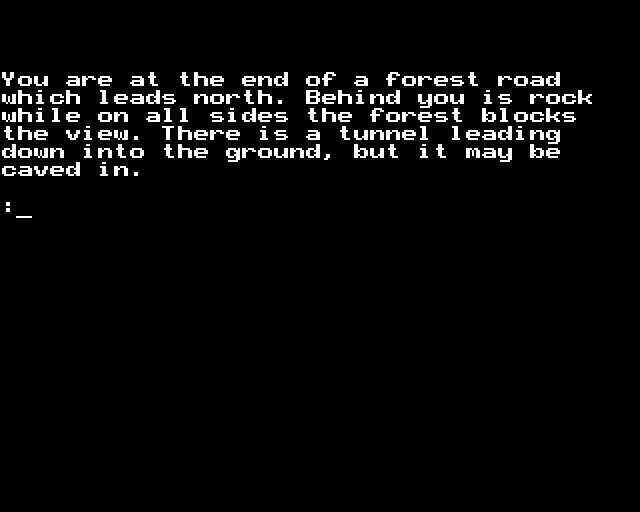 You are at the end of a forest road
which leads north. Behind you is rock
while on all sides the forest blocks
the view. There is a tunnel leading
down into the ground, but it may be
caved in.
:_